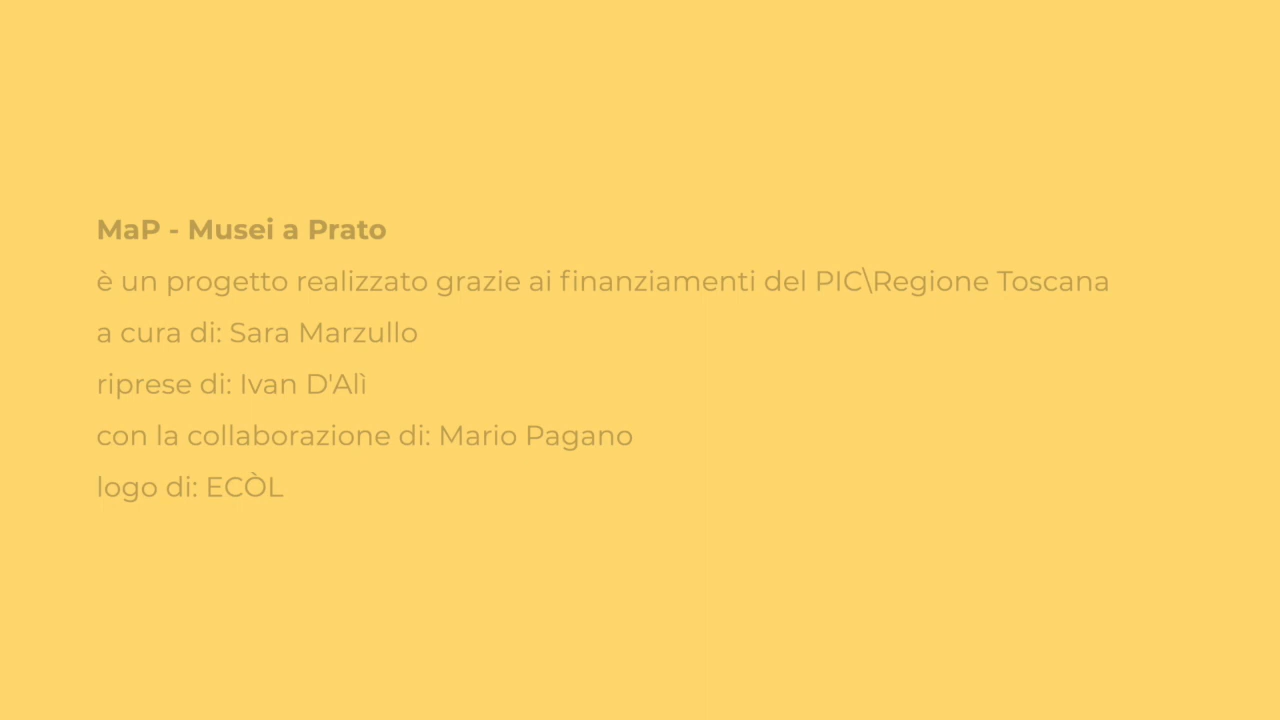 MaP - Musei a Prato
è un progetto realizzato grazie ai finanziamenti del PIC\Regione Toscana
a cura di: Sara Marzullo
riprese di: Ivan D'Alì
con la collaborazione di: Mario Pagano
logo di: ECÒL